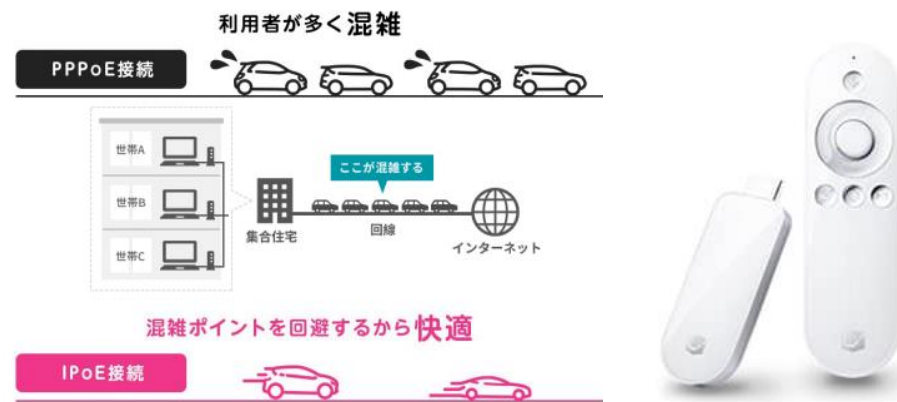 利用者が多く混雑
PPPoE接続
世帯A
世帯B
世帯C
ここが混雑する
集合住宅
回線
インターネット
混雑ポイントを回避するから快適
IPoE接続